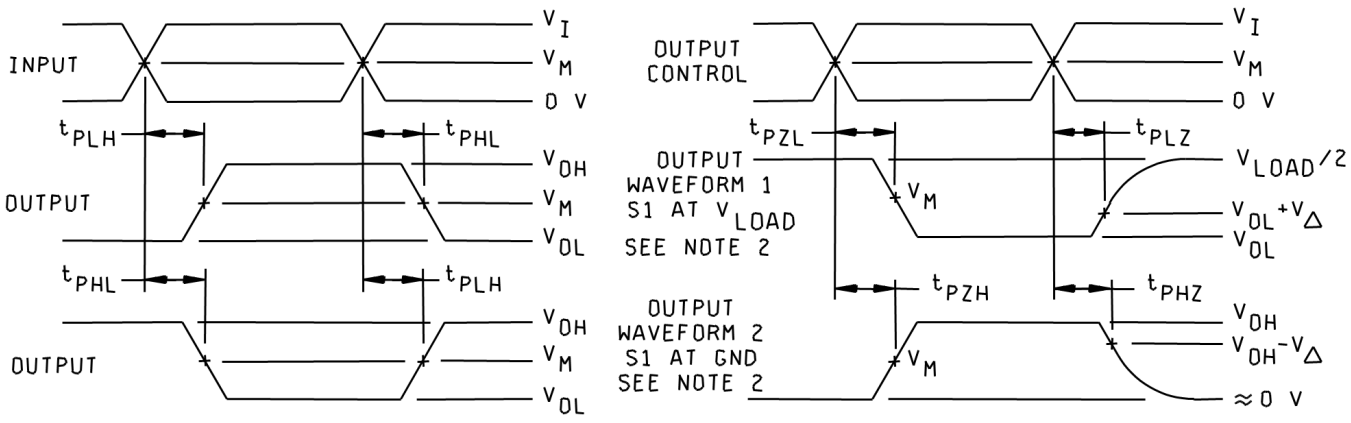 V_I
INPUT
V_M
0 V
t_PLH
t_PHL
V_OH
OUTPUT
V_M
V_OL
t_PHL
t_PLH
V_OH
OUTPUT
V_M
V_OL
V_I
OUTPUT
CONTROL
V_M
0 V
t_PZL
t_PLZ
OUTPUT
WAVEFORM 1
S1 AT V_LOAD
SEE NOTE 2
V_M
V_LOAD/2
V_OL+V_Δ
V_OL
t_PZH
t_PHZ
OUTPUT
WAVEFORM 2
S1 AT GND
SEE NOTE 2
V_M
V_OH
V_OH-V_Δ
≈0 V